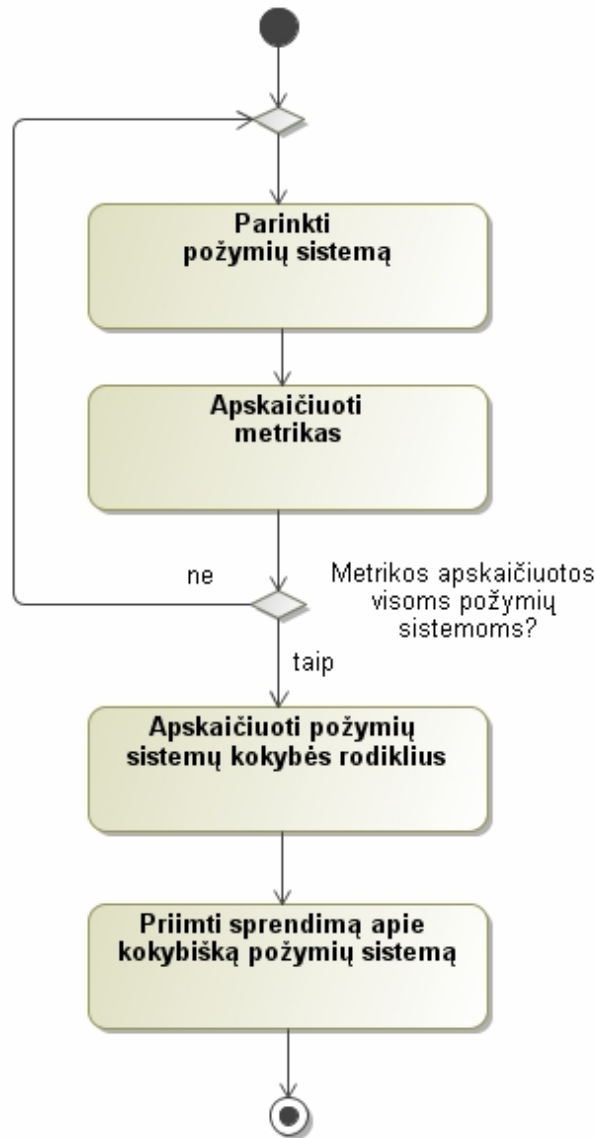 Parinkti
požymių sistemą
Apskaičiuoti
metrikas
ne
Metrikos apskaičiuotos
visoms požymių
sistemoms?
taip
Apskaičiuoti požymių
sistemų kokybės rodiklius
Priimti sprendimą apie
kokybišką požymių sistemą